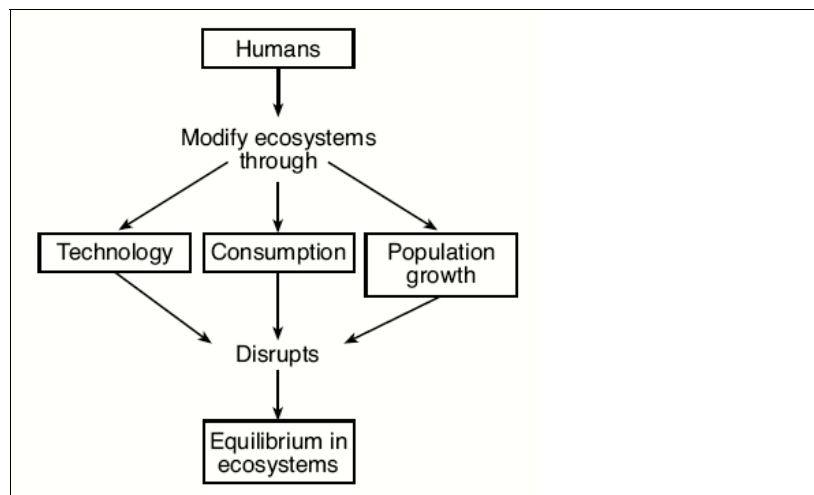 Humans
Modify ecosystems
through
Technology
Consumption
Population
growth
Disrupts
Equilibrium in
ecosystems